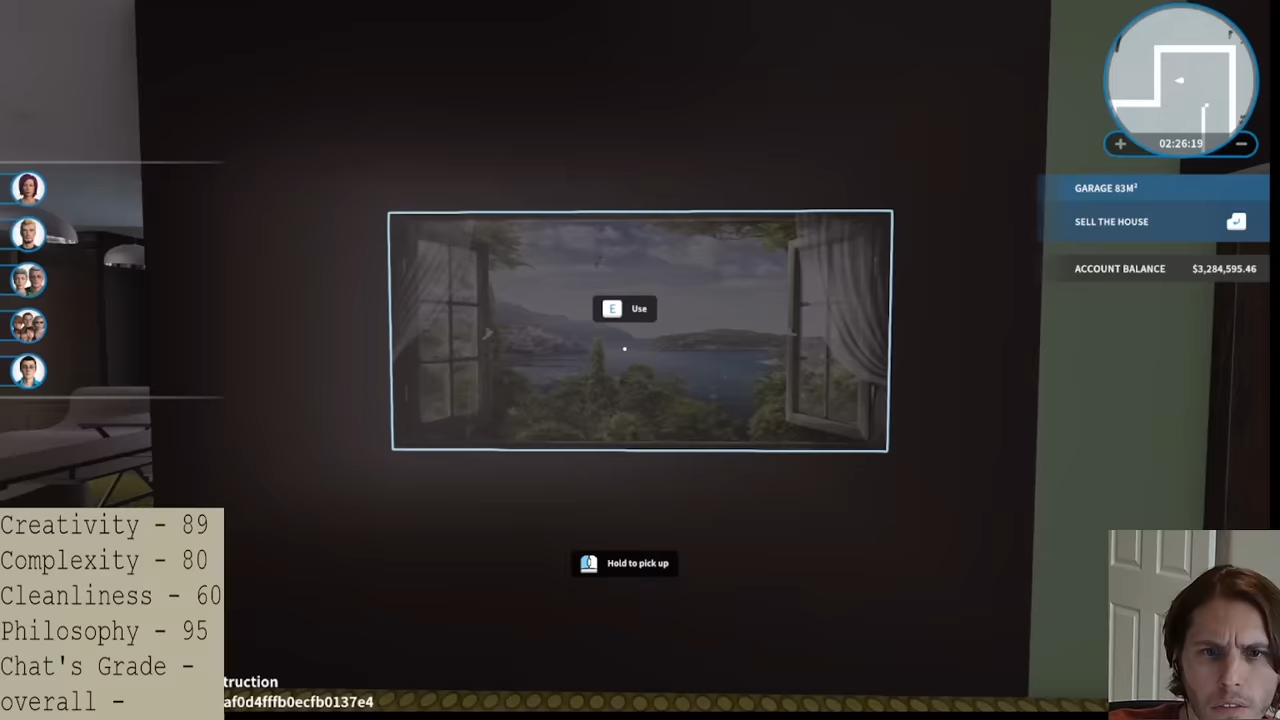 02:26:19
GARAGE 83M²
SELL THE HOUSE
ACCOUNT BALANCE $3,284,595.46
E Use
Hold to pick up
Creativity - 89
Complexity - 80
Cleanliness - 60
Philosophy - 95
Chat's Grade -
overall -
truction
af0d4fffb0ecfb0137e4